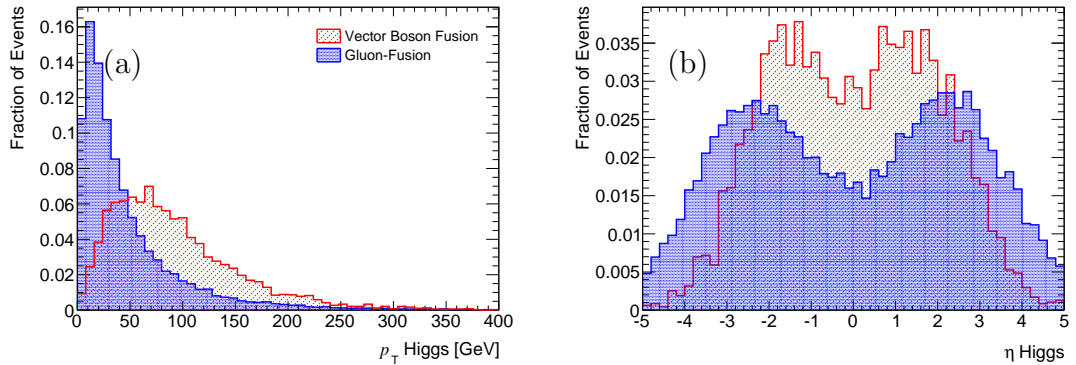 Fraction of Events
0.16
0.14
0.12
0.1
0.08
0.06
0.04
0.02
0
(a)
Vector Boson Fusion
Gluon-Fusion
0 50 100 150 200 250 300 350 400
p_T Higgs [GeV]
Fraction of Events
0.035
0.03
0.025
0.02
0.015
0.01
0.005
0
(b)
-5 -4 -3 -2 -1 0 1 2 3 4 5
η Higgs